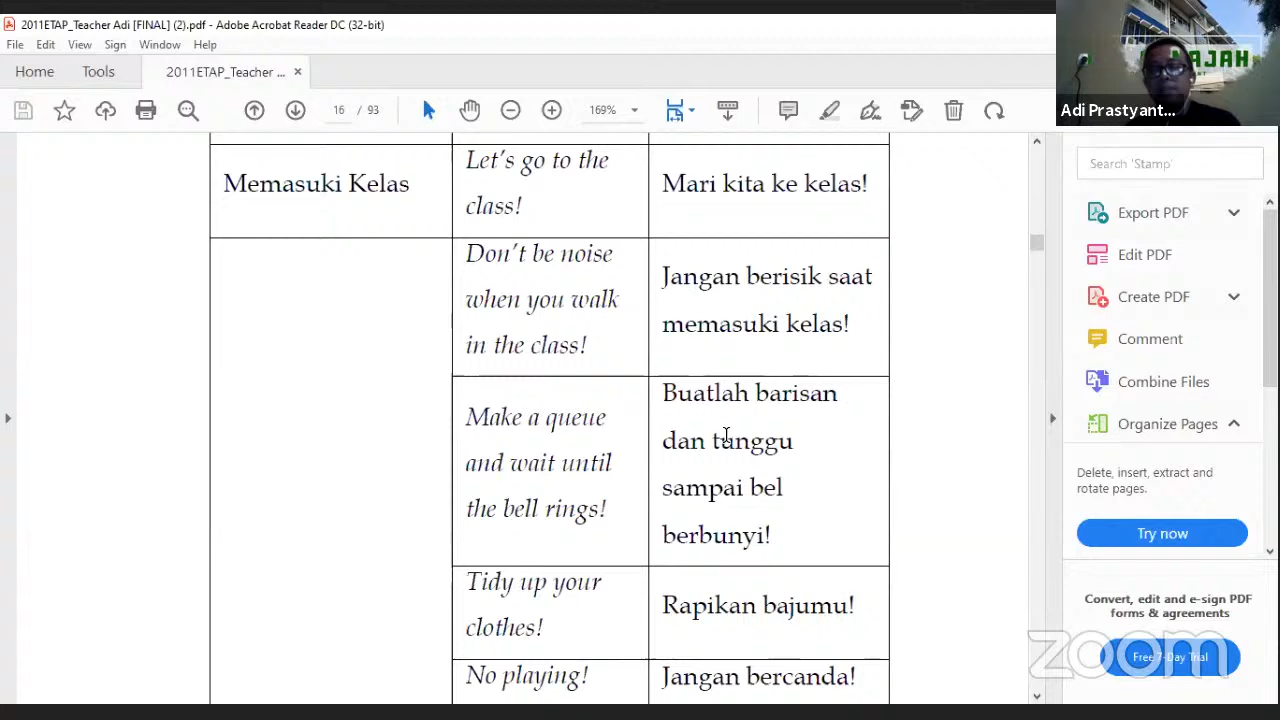 2011ETAP_Teacher Adi [FINAL] (2).pdf - Adobe Acrobat Reader DC (32-bit)
File Edit View Sign Window Help
Home Tools 2011ETAP_Teacher ... ×
16 / 93 169%
AJAH
Adi Prastyant...
Memasuki Kelas
Let's go to the
class!
Mari kita ke kelas!
Don't be noise
when you walk
in the class!
Jangan berisik saat
memasuki kelas!
Make a queue
and wait until
the bell rings!
Buatlah barisan
dan tunggu
sampai bel
berbunyi!
Tidy up your
clothes!
Rapikan bajumu!
No playing!
Jangan bercanda!
Search 'Stamp'
Export PDF
Edit PDF
Create PDF
Comment
Combine Files
Organize Pages
Delete, insert, extract and
rotate pages.
Try now
Convert, edit and e-sign PDF
forms & agreements
Free 7-Day Trial
zoom